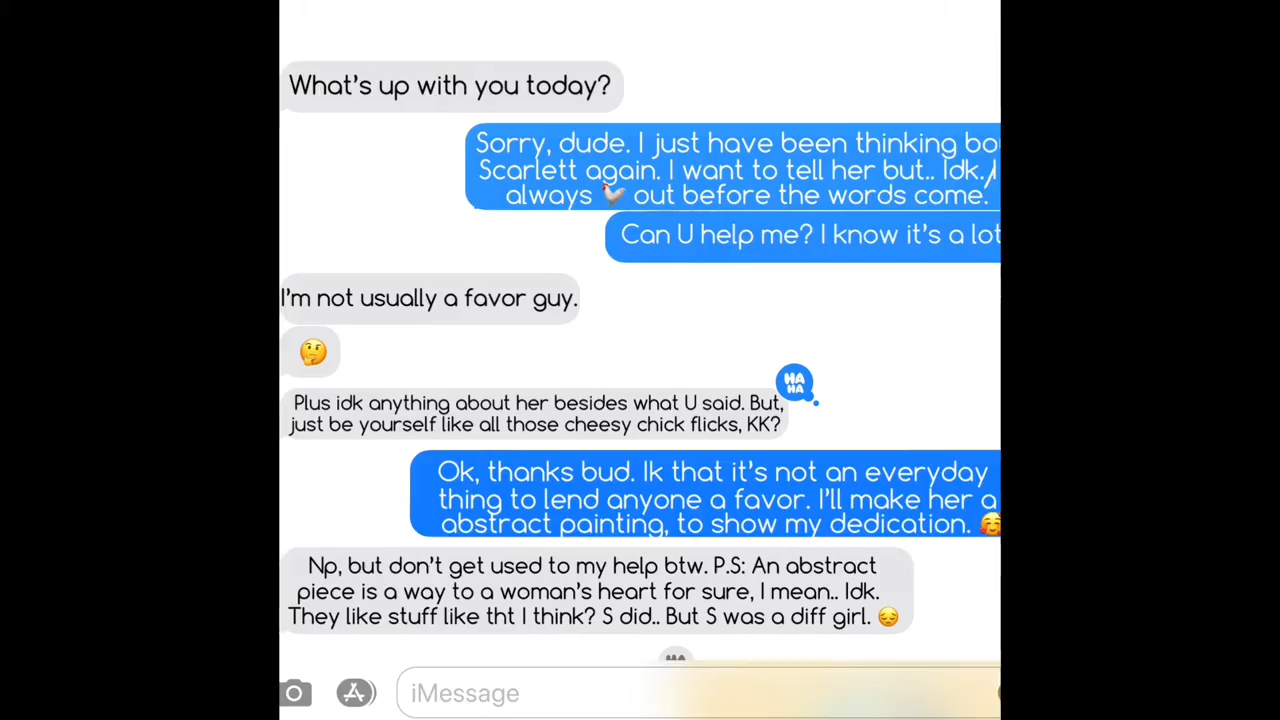 What's up with you today?
Sorry, dude. I just have been thinking bo
Scarlett again. I want to tell her but.. Idk. I
always 🐓 out before the words come.
Can U help me? I know it's a lot
I'm not usually a favor guy.
🤔
HA
HA
Plus idk anything about her besides what U said. But,
just be yourself like all those cheesy chick flicks, KK?
Ok, thanks bud. Ik that it's not an everyday
thing to lend anyone a favor. I'll make her a
abstract painting, to show my dedication. 🥰
Np, but don't get used to my help btw. P.S: An abstract
piece is a way to a woman's heart for sure, I mean.. Idk.
They like stuff like tht I think? S did.. But S was a diff girl. 😔
iMessage